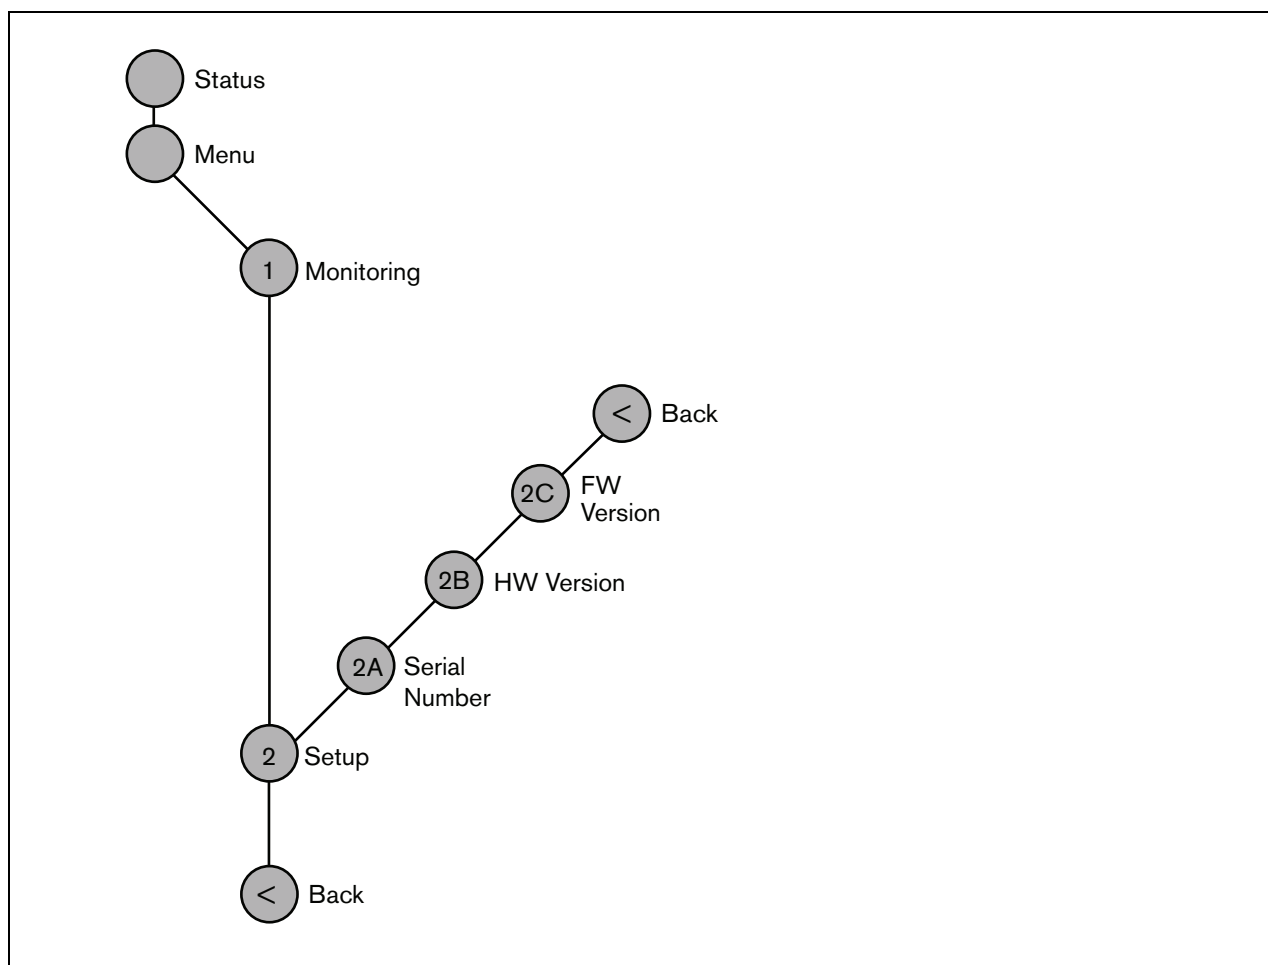 Status
Menu
1 Monitoring
< Back
2C FW
Version
2B HW Version
2A Serial
Number
2 Setup
< Back